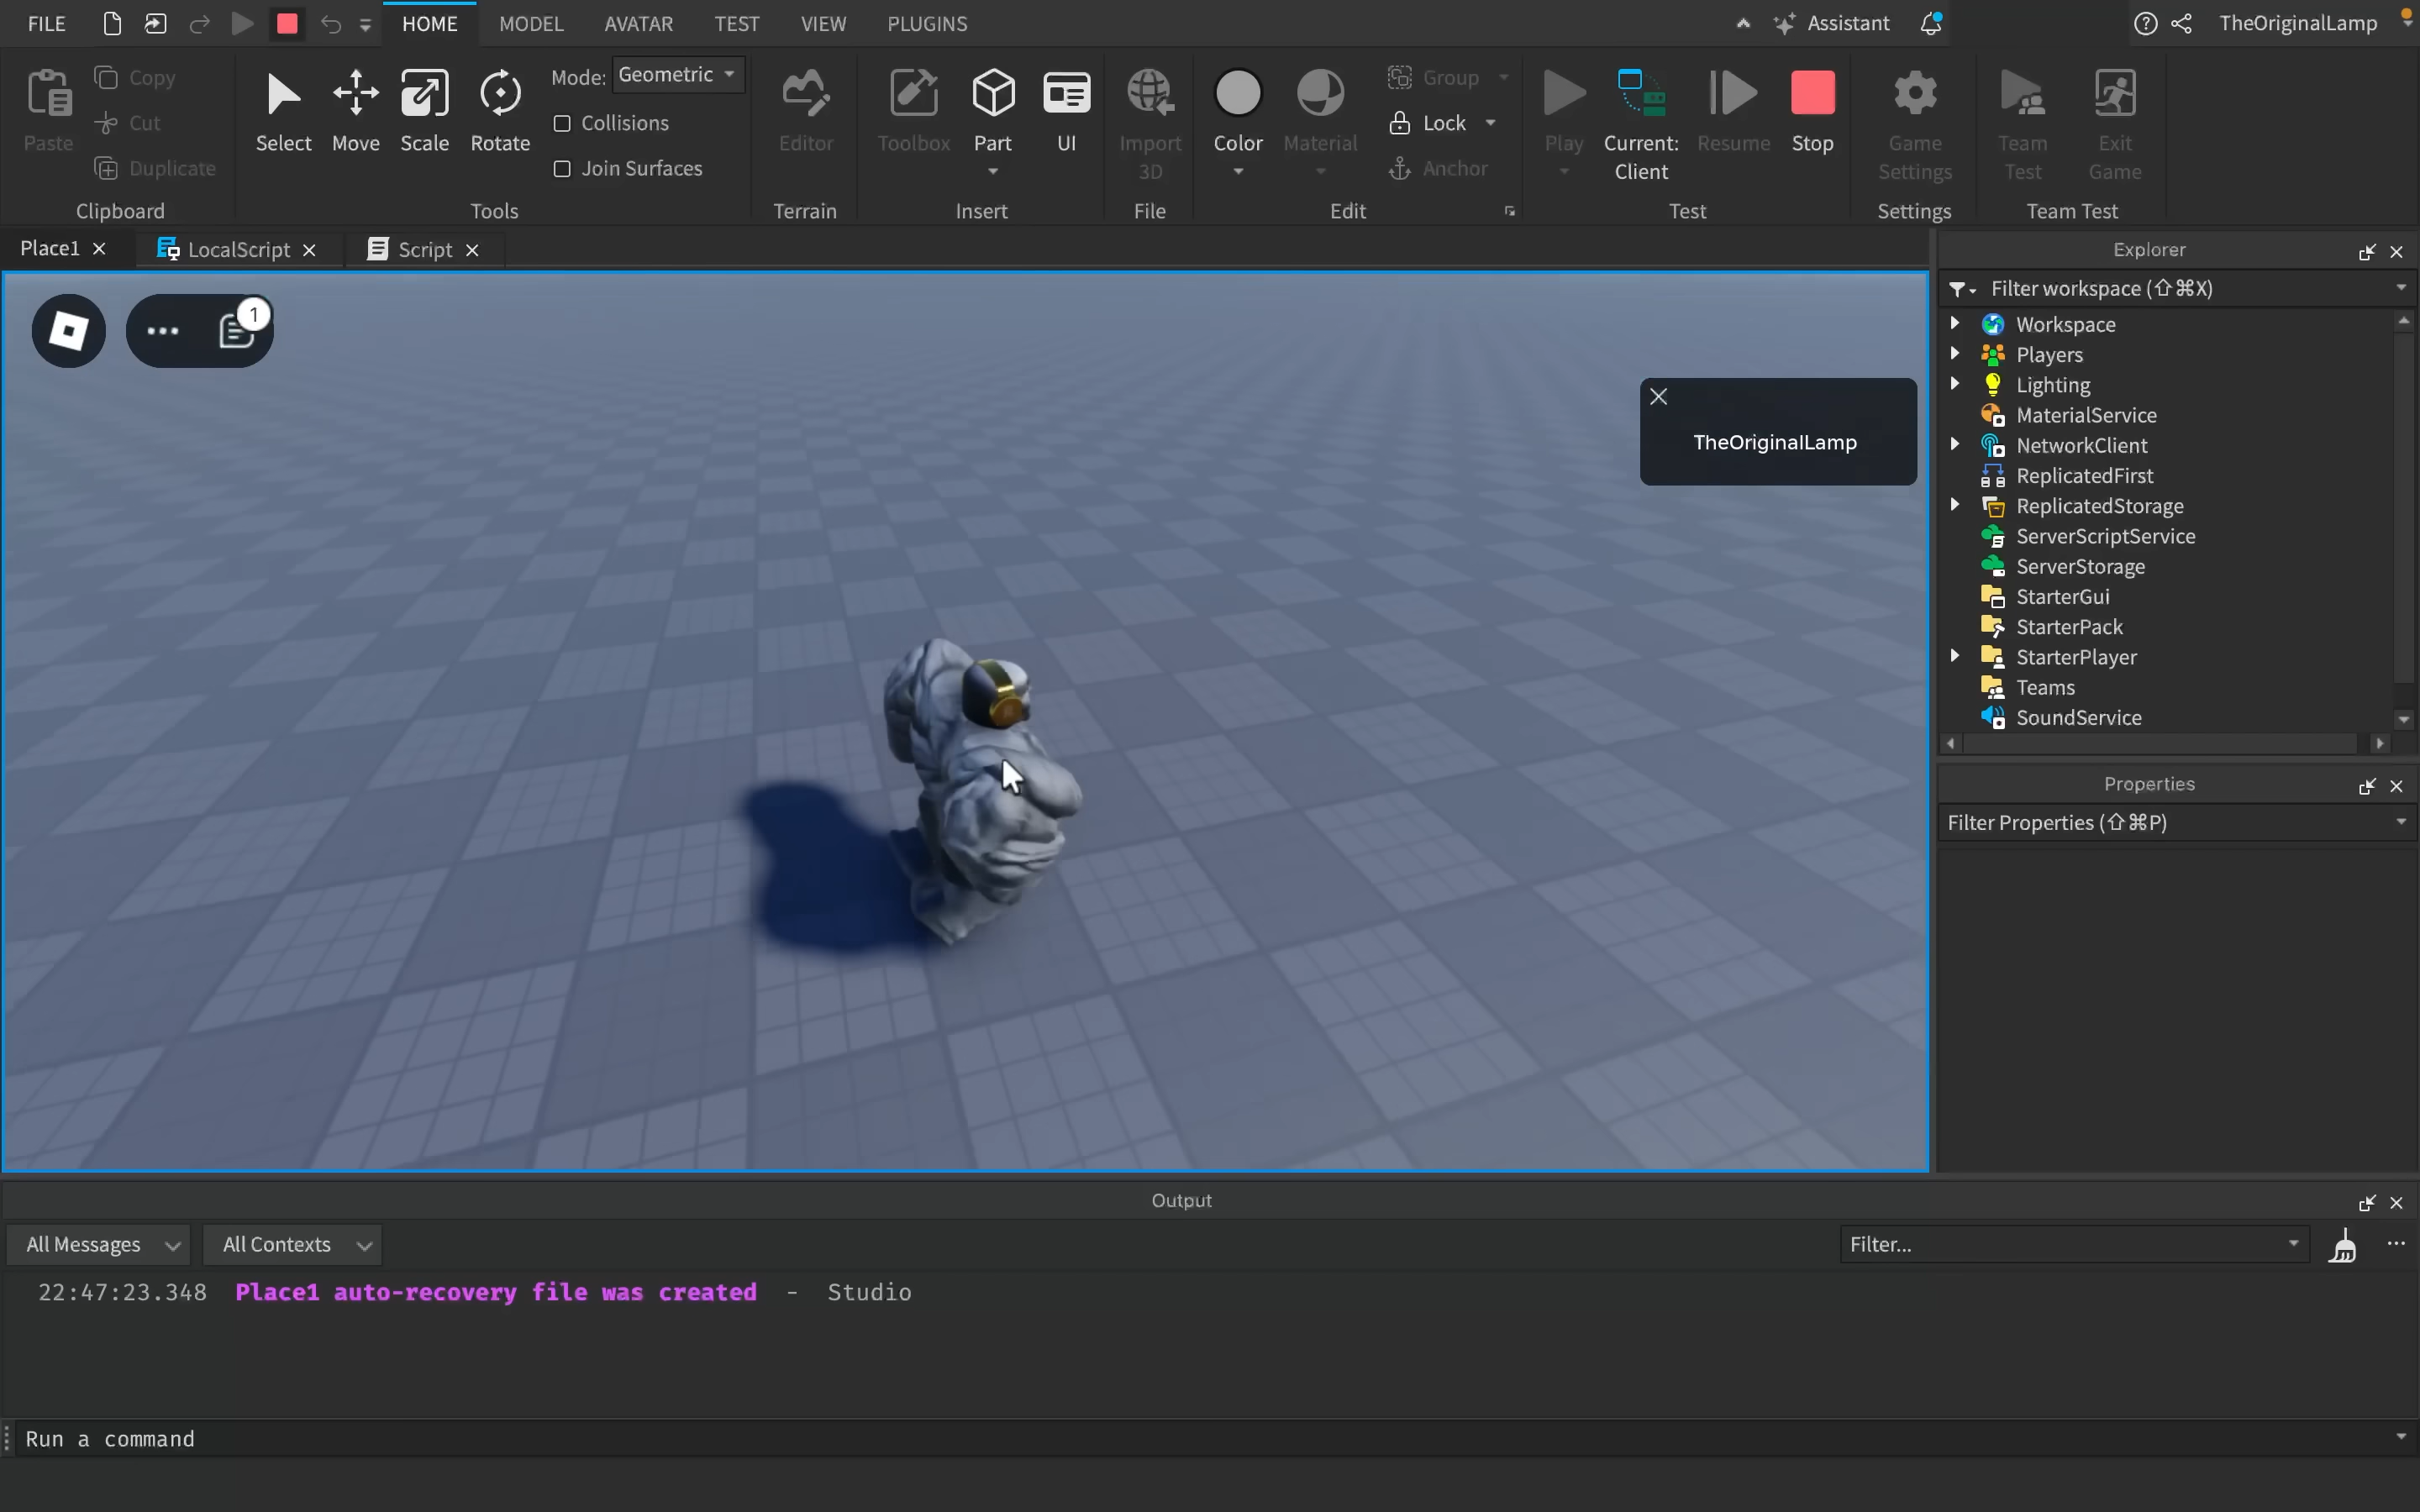 FILE HOME MODEL AVATAR TEST VIEW PLUGINS Assistant TheOriginalLamp
Paste Copy Cut Duplicate
Clipboard
Select Move Scale Rotate
Mode: Geometric
Collisions
Join Surfaces
Tools
Editor
Terrain
Toolbox Part UI
Insert
Import
3D
File
Color Material
Group
Lock
Anchor
Edit
Play
Current:
Client
Resume Stop
Test
Game
Settings
Settings
Team
Test
Exit
Game
Team Test
Place1 LocalScript Script
1
TheOriginalLamp
Explorer
Filter workspace (⇧⌘X)
Workspace
Players
Lighting
MaterialService
NetworkClient
ReplicatedFirst
ReplicatedStorage
ServerScriptService
ServerStorage
StarterGui
StarterPack
StarterPlayer
Teams
SoundService
Properties
Filter Properties (⇧⌘P)
Output
All Messages All Contexts Filter...
22:47:23.348 Place1 auto-recovery file was created - Studio
Run a command